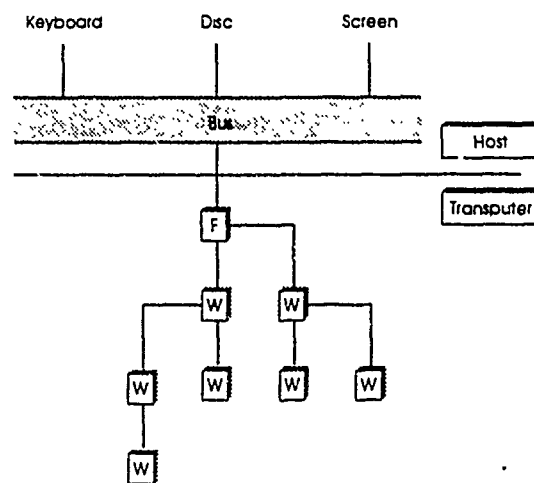 Keyboard Disc Screen
Bus
Host
Transputer
F
W W
W W W W
W